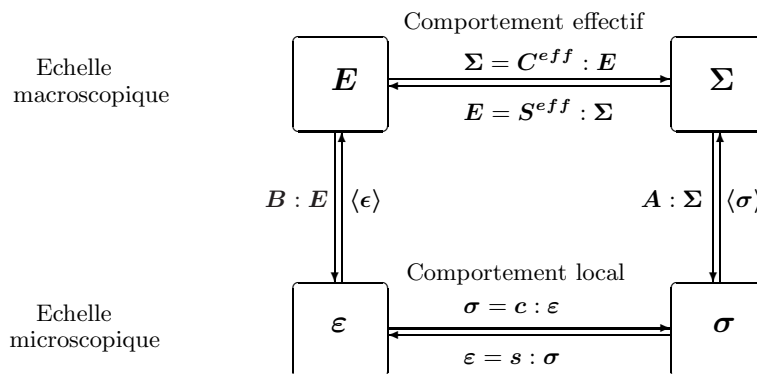 Comportement effectif
Echelle
macroscopique
E
Σ = C^{eff} : E
E = S^{eff} : Σ
Σ
B : E
⟨ϵ⟩
A : Σ
⟨σ⟩
Comportement local
Echelle
microscopique
ε
σ = c : ε
ε = s : σ
σ